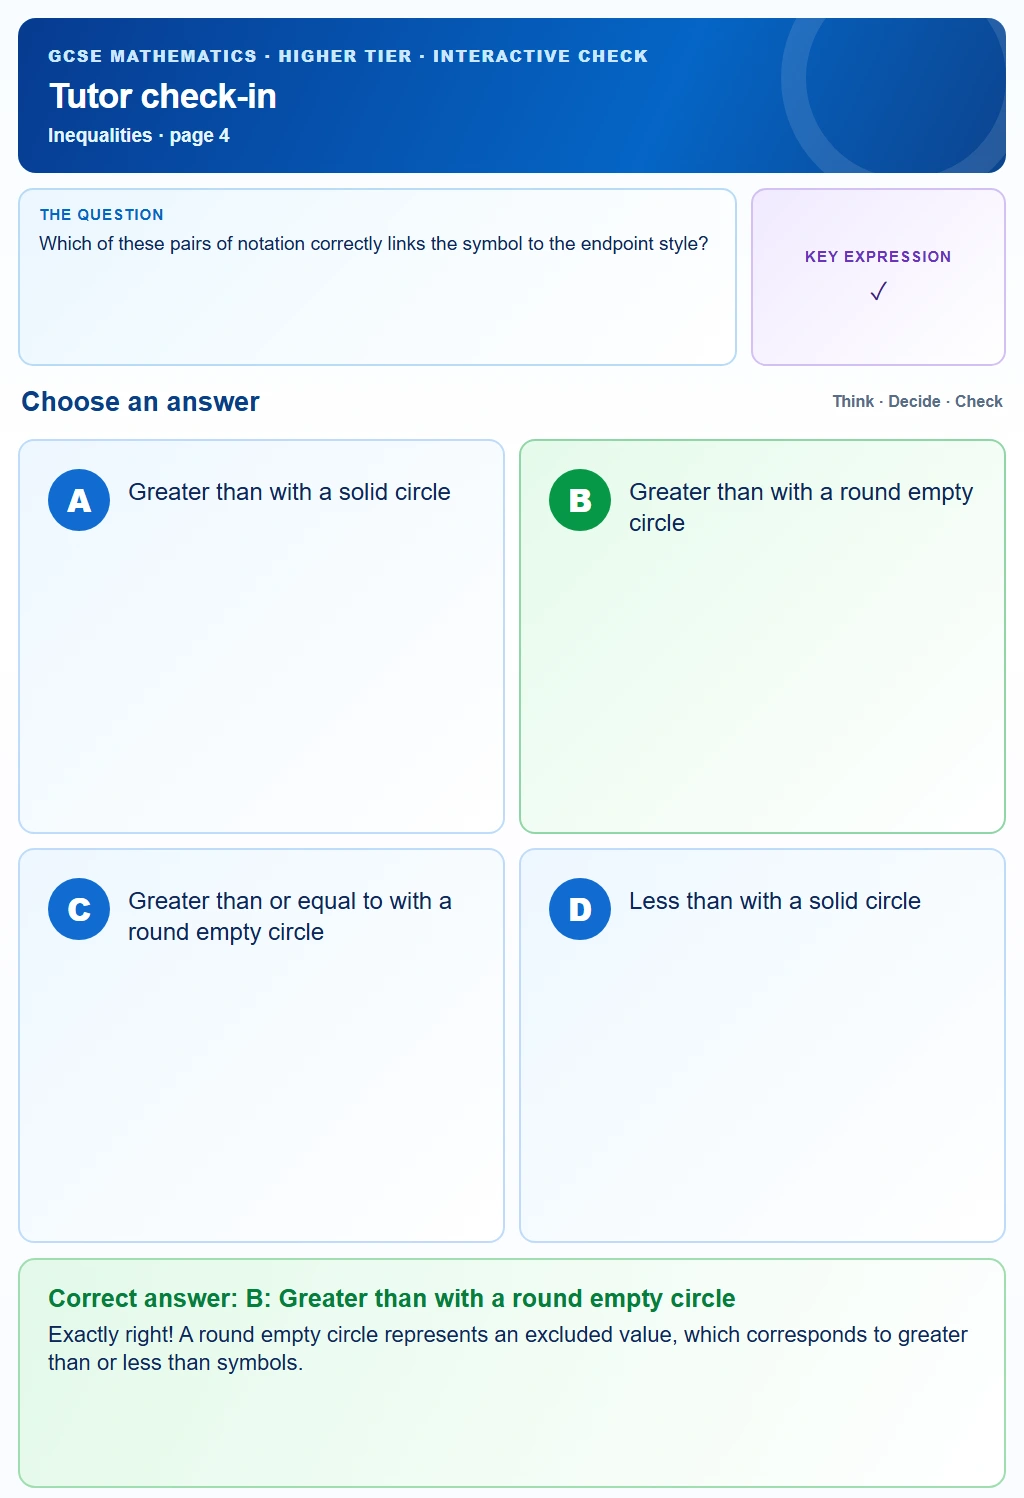 GCSE MATHEMATICS · HIGHER TIER · INTERACTIVE CHECK
Tutor check-in
Inequalities · page 4
THE QUESTION
Which of these pairs of notation correctly links the symbol to the endpoint style?
KEY EXPRESSION
✓
Choose an answer
Think · Decide · Check
A
Greater than with a solid circle
B
Greater than with a round empty
circle
C
Greater than or equal to with a
round empty circle
D
Less than with a solid circle
Correct answer: B: Greater than with a round empty circle
Exactly right! A round empty circle represents an excluded value, which corresponds to greater
than or less than symbols.